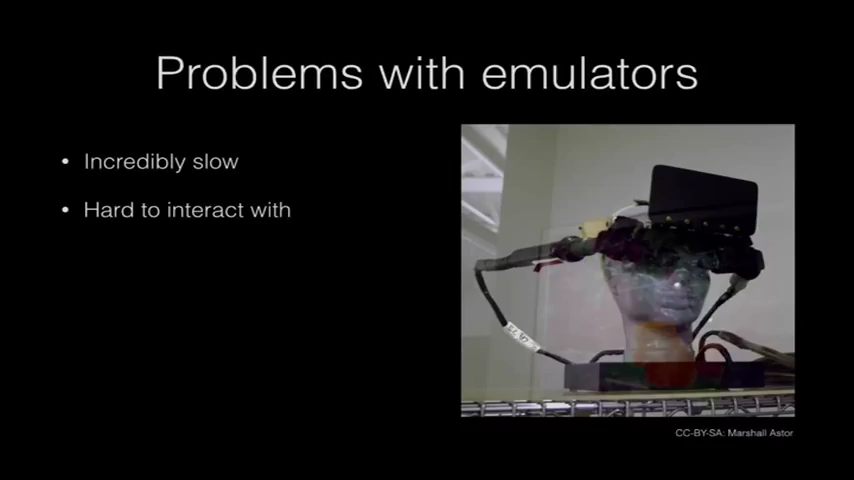 Problems with emulators
• Incredibly slow
• Hard to interact with
CC-BY-SA: Marshall Astor